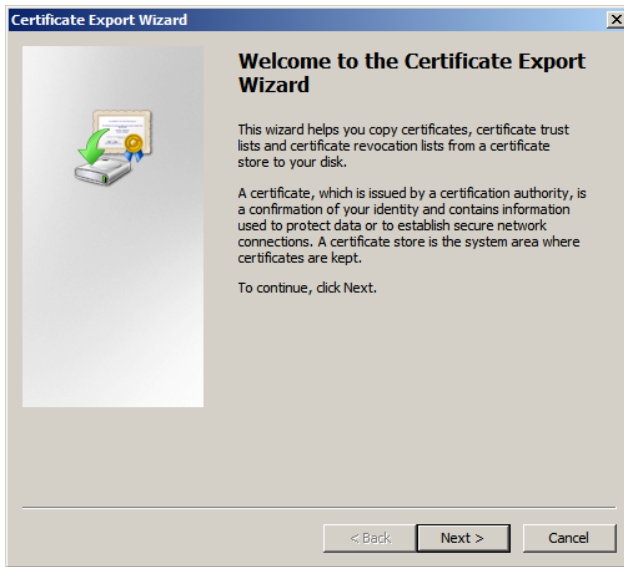 Certificate Export Wizard
Welcome to the Certificate Export
Wizard
This wizard helps you copy certificates, certificate trust
lists and certificate revocation lists from a certificate
store to your disk.
A certificate, which is issued by a certification authority, is
a confirmation of your identity and contains information
used to protect data or to establish secure network
connections. A certificate store is the system area where
certificates are kept.
To continue, click Next.
< Back
Next >
Cancel